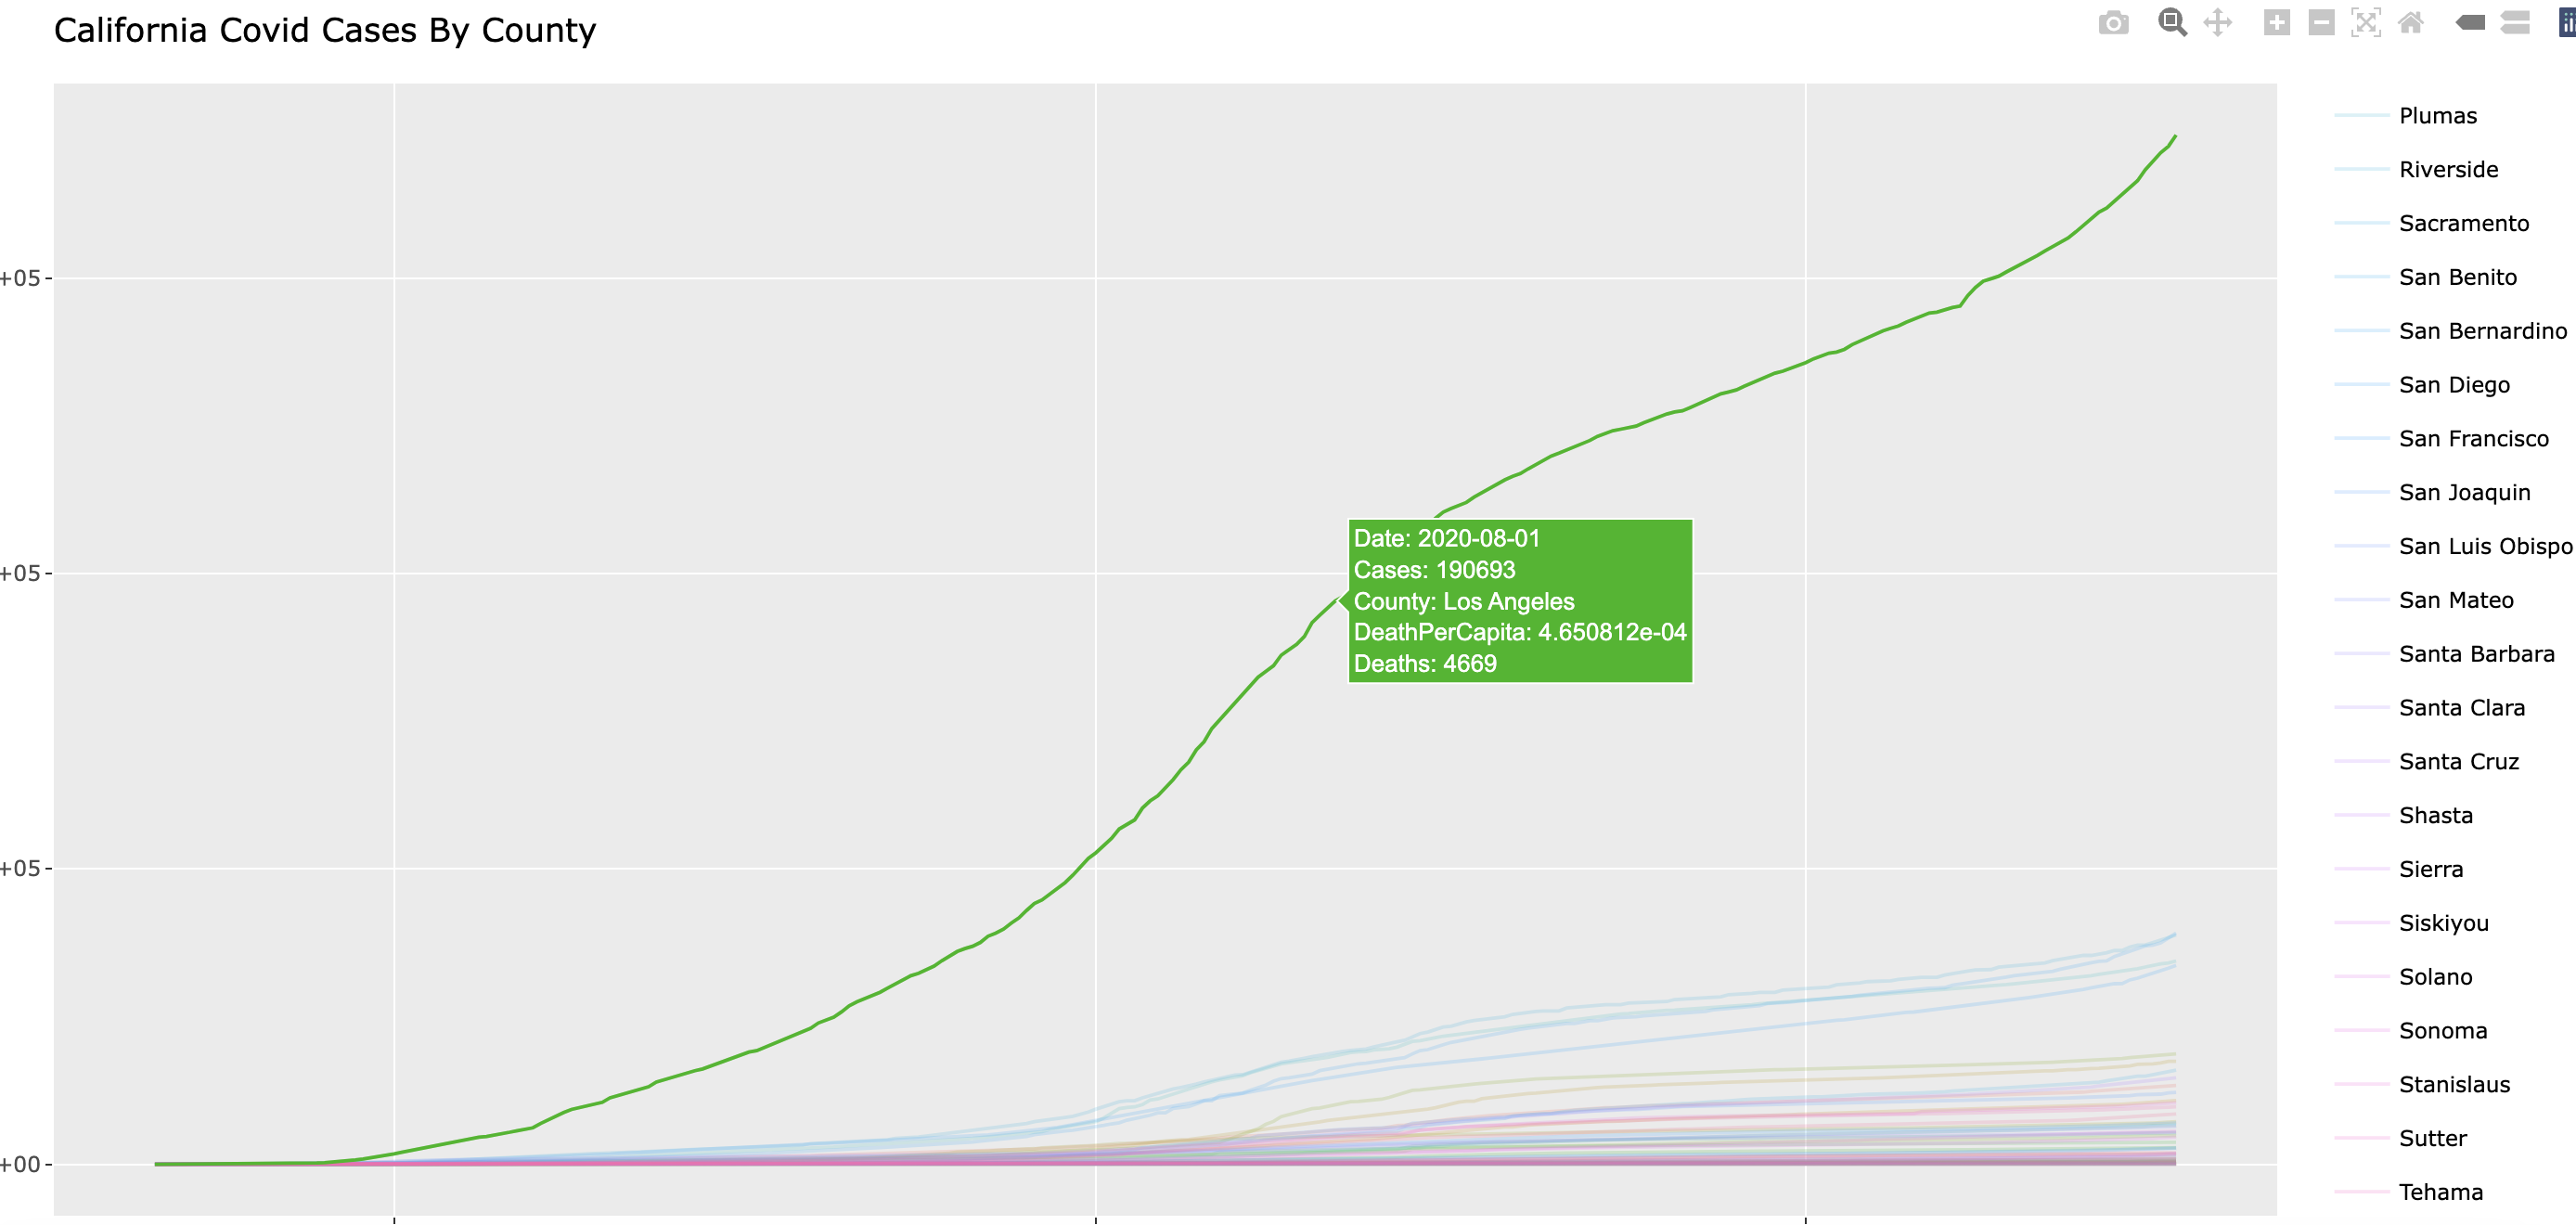 California Covid Cases By County
+05
+05
+05
+00
Date: 2020-08-01
Cases: 190693
County: Los Angeles
DeathPerCapita: 4.650812e-04
Deaths: 4669
Plumas
Riverside
Sacramento
San Benito
San Bernardino
San Diego
San Francisco
San Joaquin
San Luis Obispo
San Mateo
Santa Barbara
Santa Clara
Santa Cruz
Shasta
Sierra
Siskiyou
Solano
Sonoma
Stanislaus
Sutter
Tehama